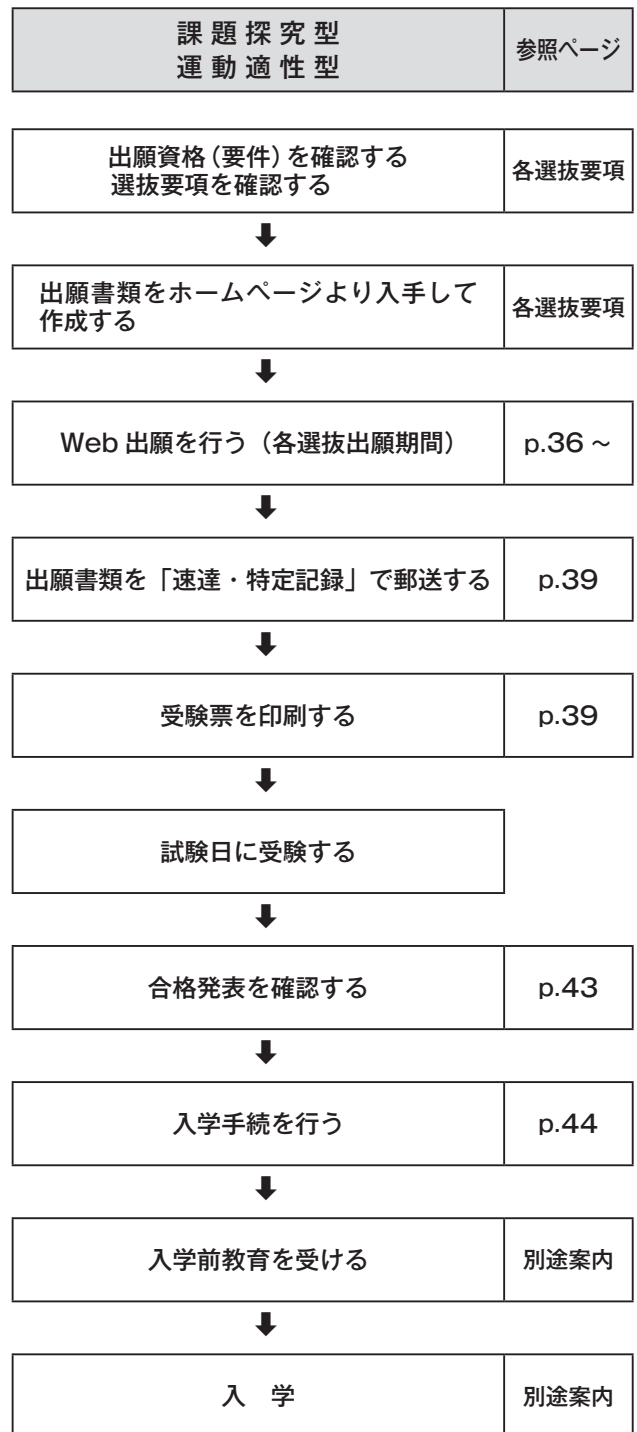 課題探究型
運動適性型
参照ページ
出願資格（要件）を確認する
選抜要項を確認する
各選抜要項
出願書類をホームページより入手して
作成する
各選抜要項
Web 出願を行う（各選抜出願期間）
p.36 ～
出願書類を「速達・特定記録」で郵送する
p.39
受験票を印刷する
p.39
試験日に受験する
合格発表を確認する
p.43
入学手続を行う
p.44
入学前教育を受ける
別途案内
入　学
別途案内